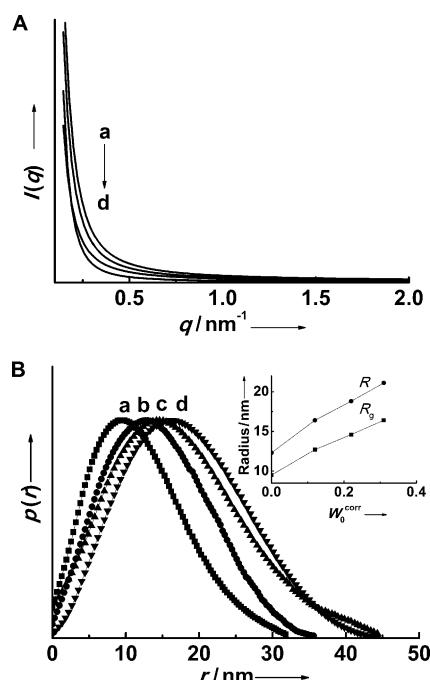 A
I(q)
a
d
0.5 1.0 1.5 2.0
q / nm⁻¹
B
a b c d
p(r)
Radius/nm
20
15
10
R
Rg
0.0 0.2 0.4
W₀ᶜᵒʳʳ
0 10 20 30 40 50
r / nm